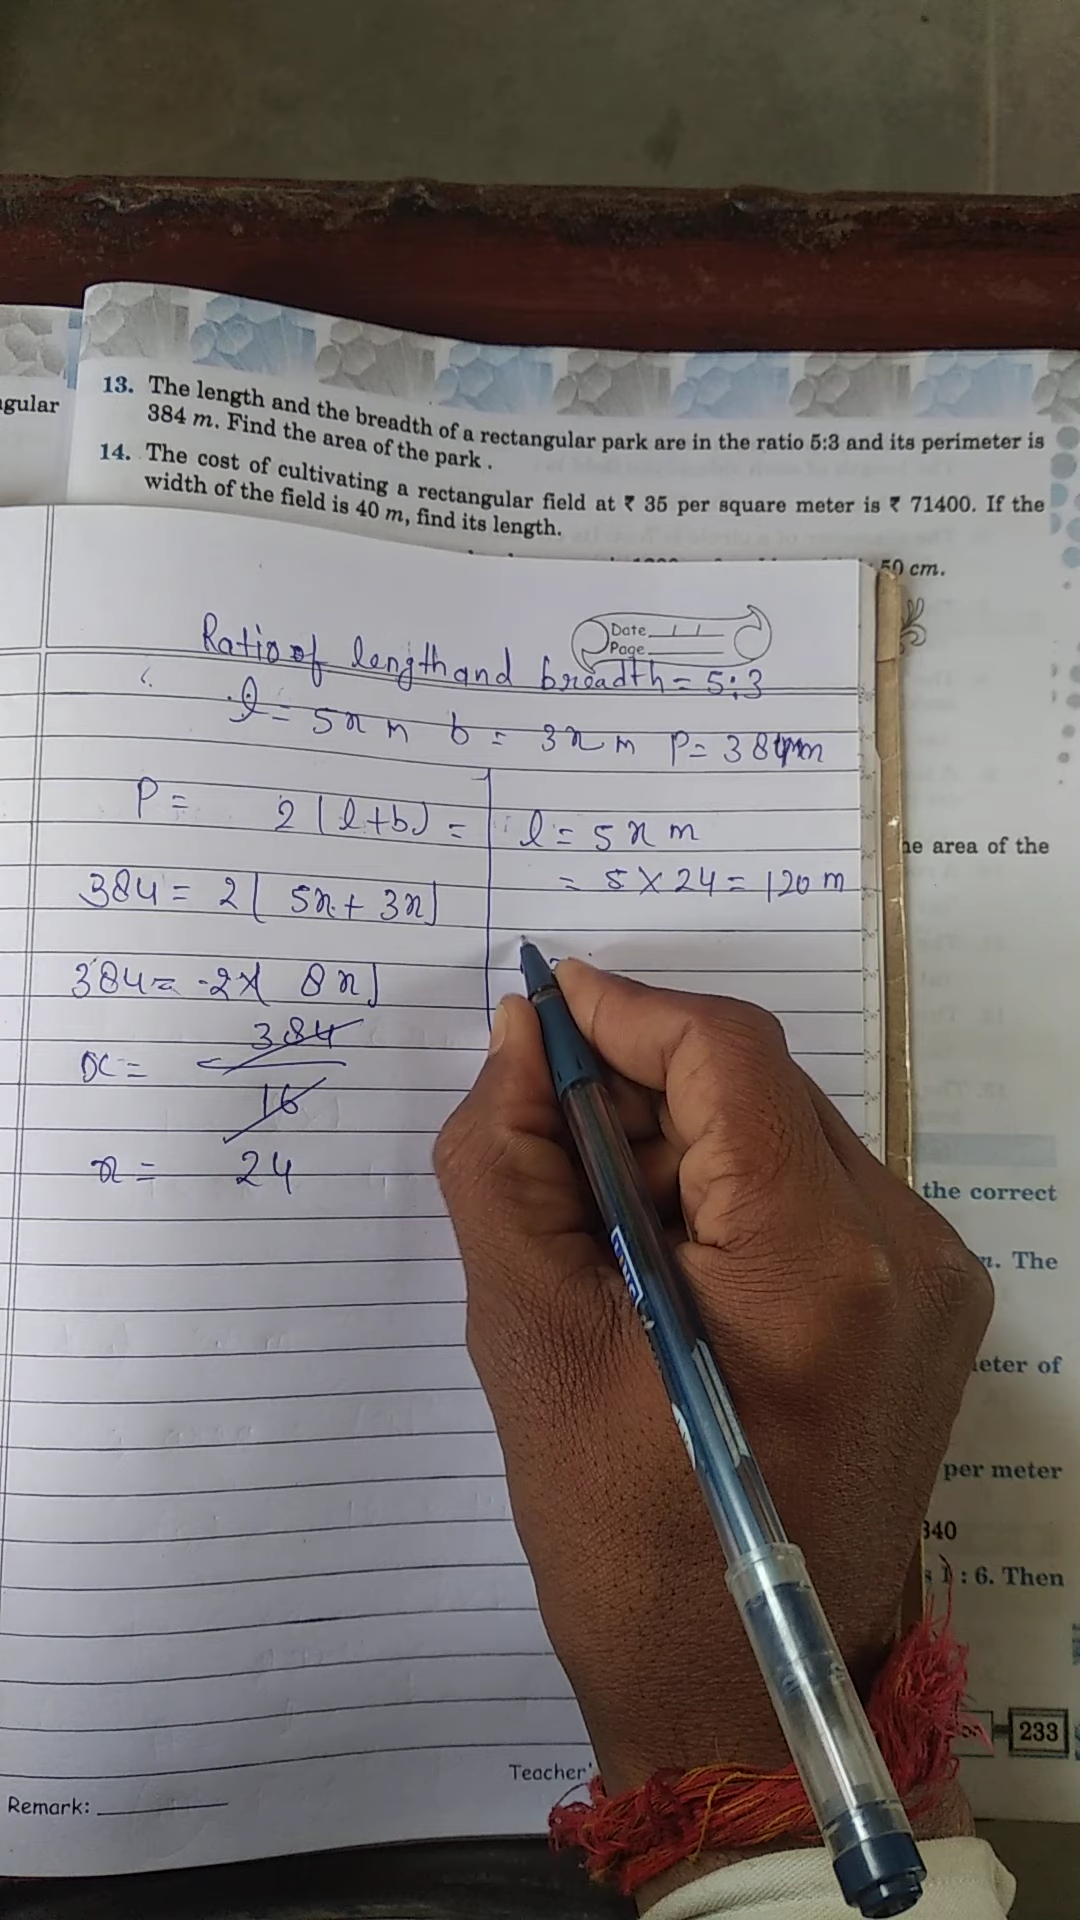 ngular
13. The length and the breadth of a rectangular park are in the ratio 5:3 and its perimeter is
384 m. Find the area of the park.
14. The cost of cultivating a rectangular field at ₹ 35 per square meter is ₹ 71400. If the
width of the field is 40 m, find its length.
50 cm.
Date
Page
Ratio of length and breadth = 5:3
l = 5x m b = 3x m P = 384 m
P = 2(l+b) =
384 = 2[5x + 3x]
384 = 2×[8x]
x = 384
16
x = 24
l = 5x m
= 5 × 24 = 120 m
he area of the
the correct
n. The
eter of
per meter
340
s 1 : 6. Then
233
Teacher'
Remark: